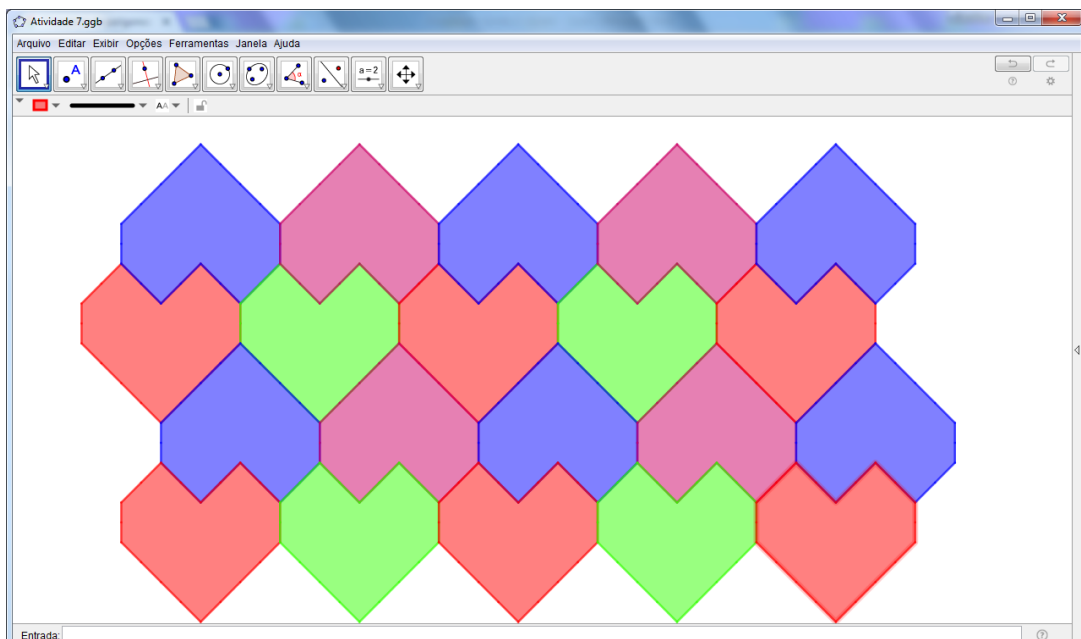 Atividade 7.ggb
Arquivo Editar Exibir Opções Ferramentas Janela Ajuda
A
α
a=2
AA
Entrada: